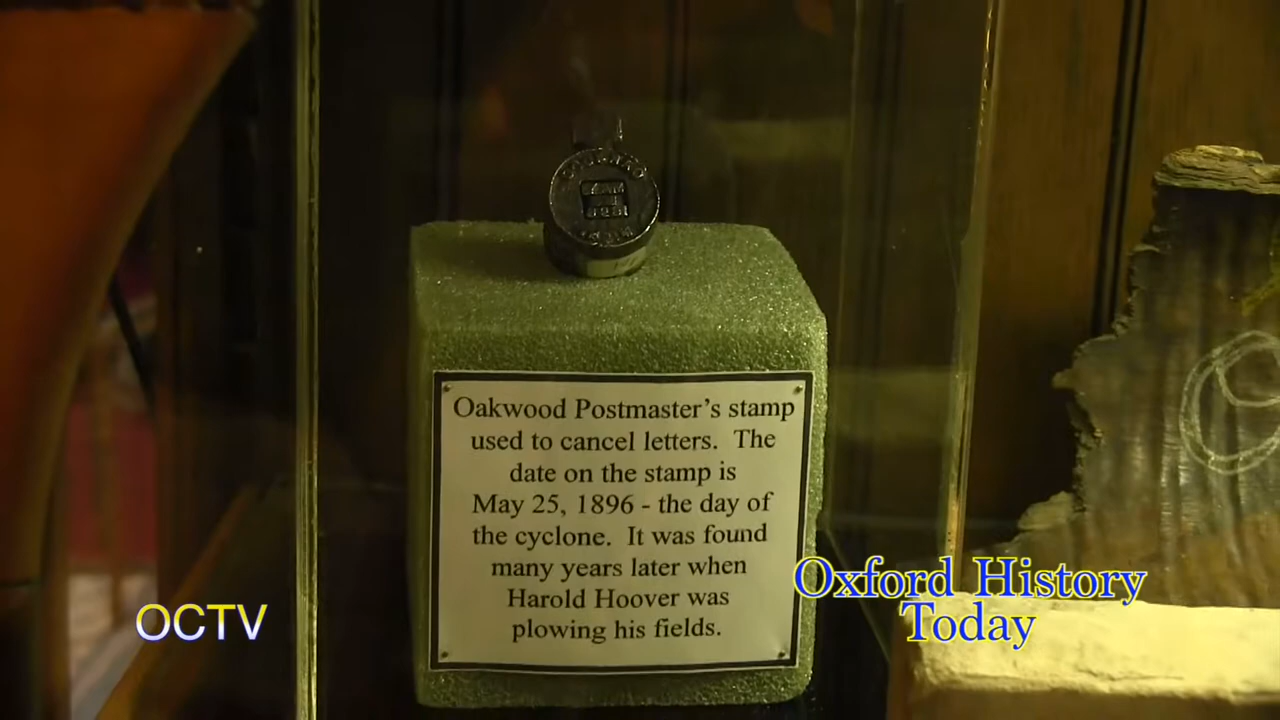 Oakwood Postmaster's stamp
used to cancel letters. The
date on the stamp is
May 25, 1896 - the day of
the cyclone. It was found
many years later when
Harold Hoover was
plowing his fields.
OCTV
Oxford History
Today